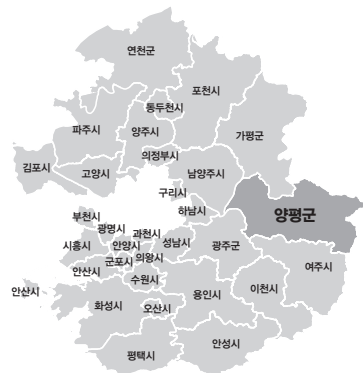 연천군
포천시
동두천시
파주시
양주시
가평군
의정부시
김포시
고양시
남양주시
구리시
하남시
양평군
부천시
광명시
과천시
시흥시
안양시
성남시
광주군
군포시
의왕시
여주시
안산시
수원시
이천시
안산시
용인시
화성시
오산시
안성시
평택시